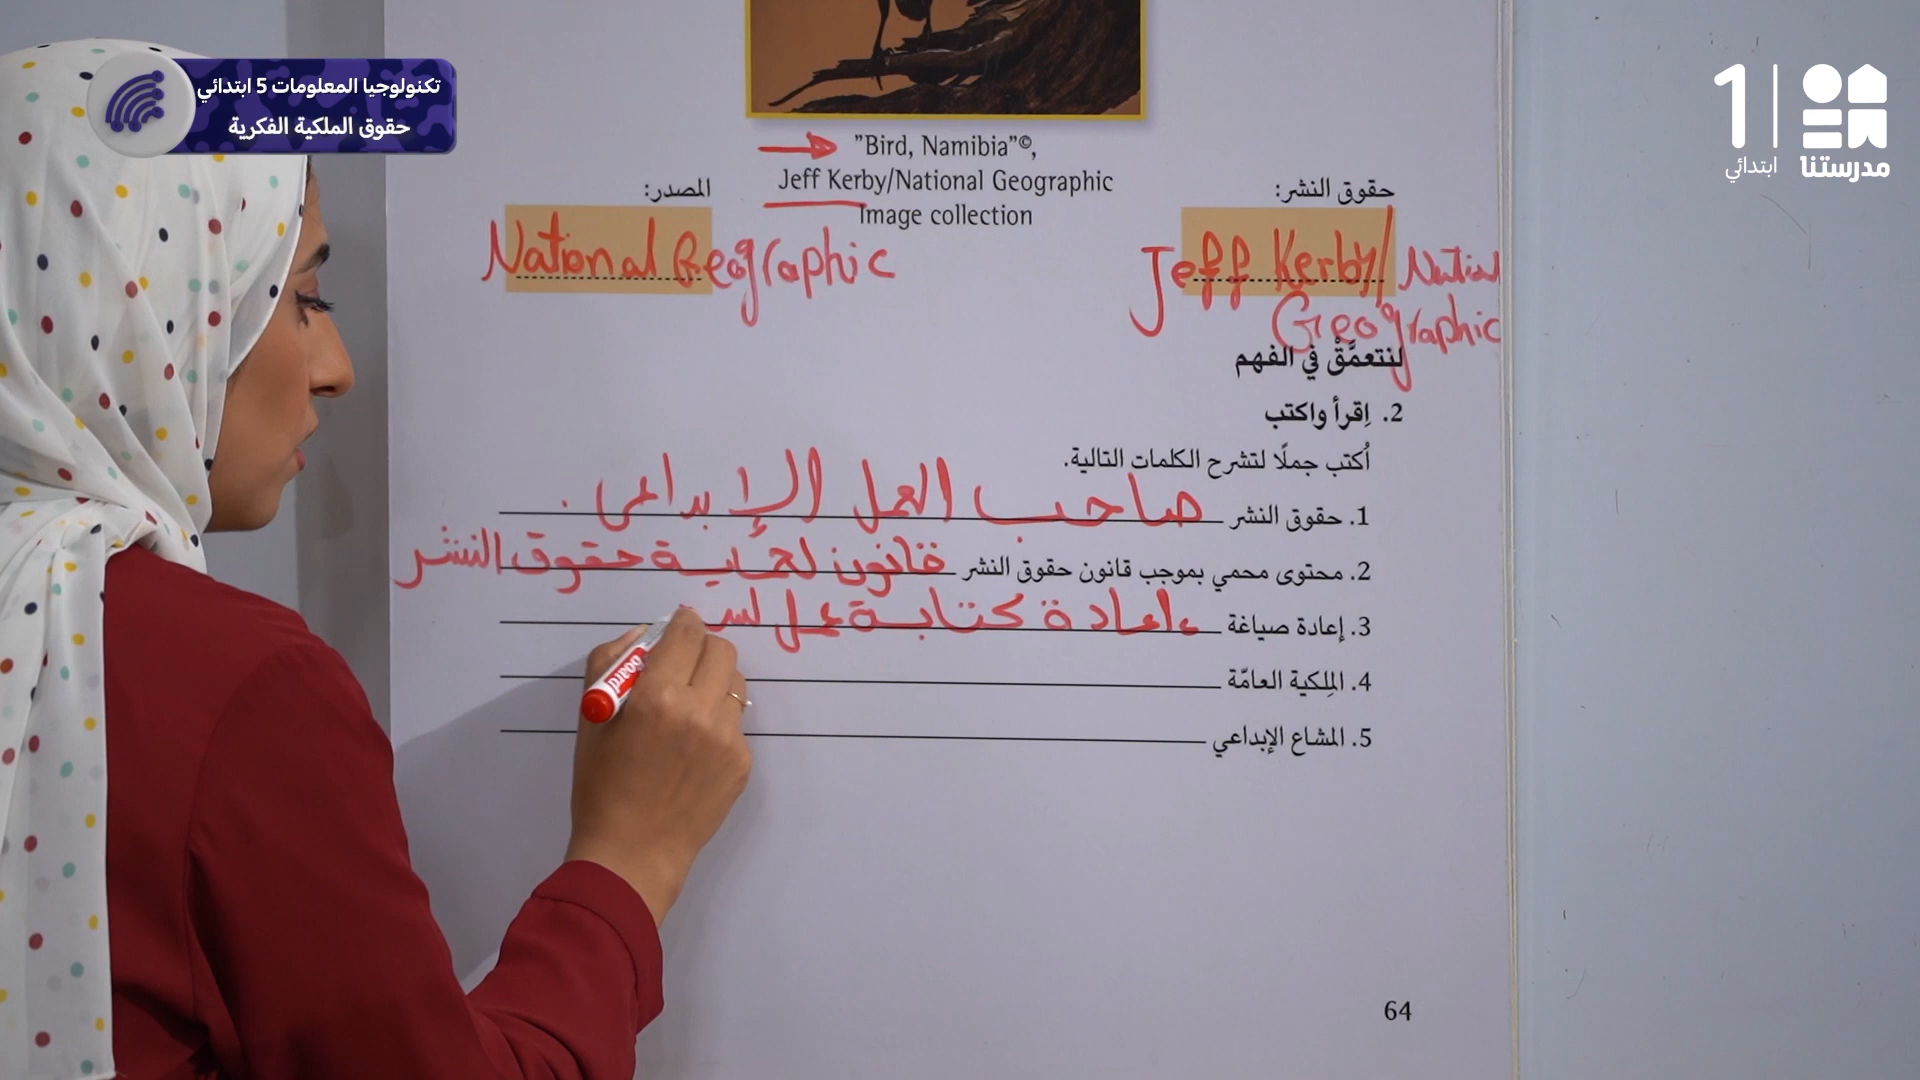 تكنولوجيا المعلومات 5 ابتدائي
حقوق الملكية الفكرية
1
ابتدائي
مدرستنا
"Bird, Namibia"©,
Jeff Kerby/National Geographic
Image collection
حقوق النشر:
Jeff Kerby/
Geographic
المصدر:
National Geographic
لنتعمَّقْ في الفهم
2. اِقرأ واكتب
أُكتب جملًا لتشرح الكلمات التالية.
1. حقوق النشر صاحب العمل الإبداعى .
2. محتوى محمي بموجب قانون حقوق النشر قانون لحماية حقوق النشر
3. إعادة صياغة إعادة كتابة عمل
4. المِلكية العامّة
5. المشاع الإبداعي
64